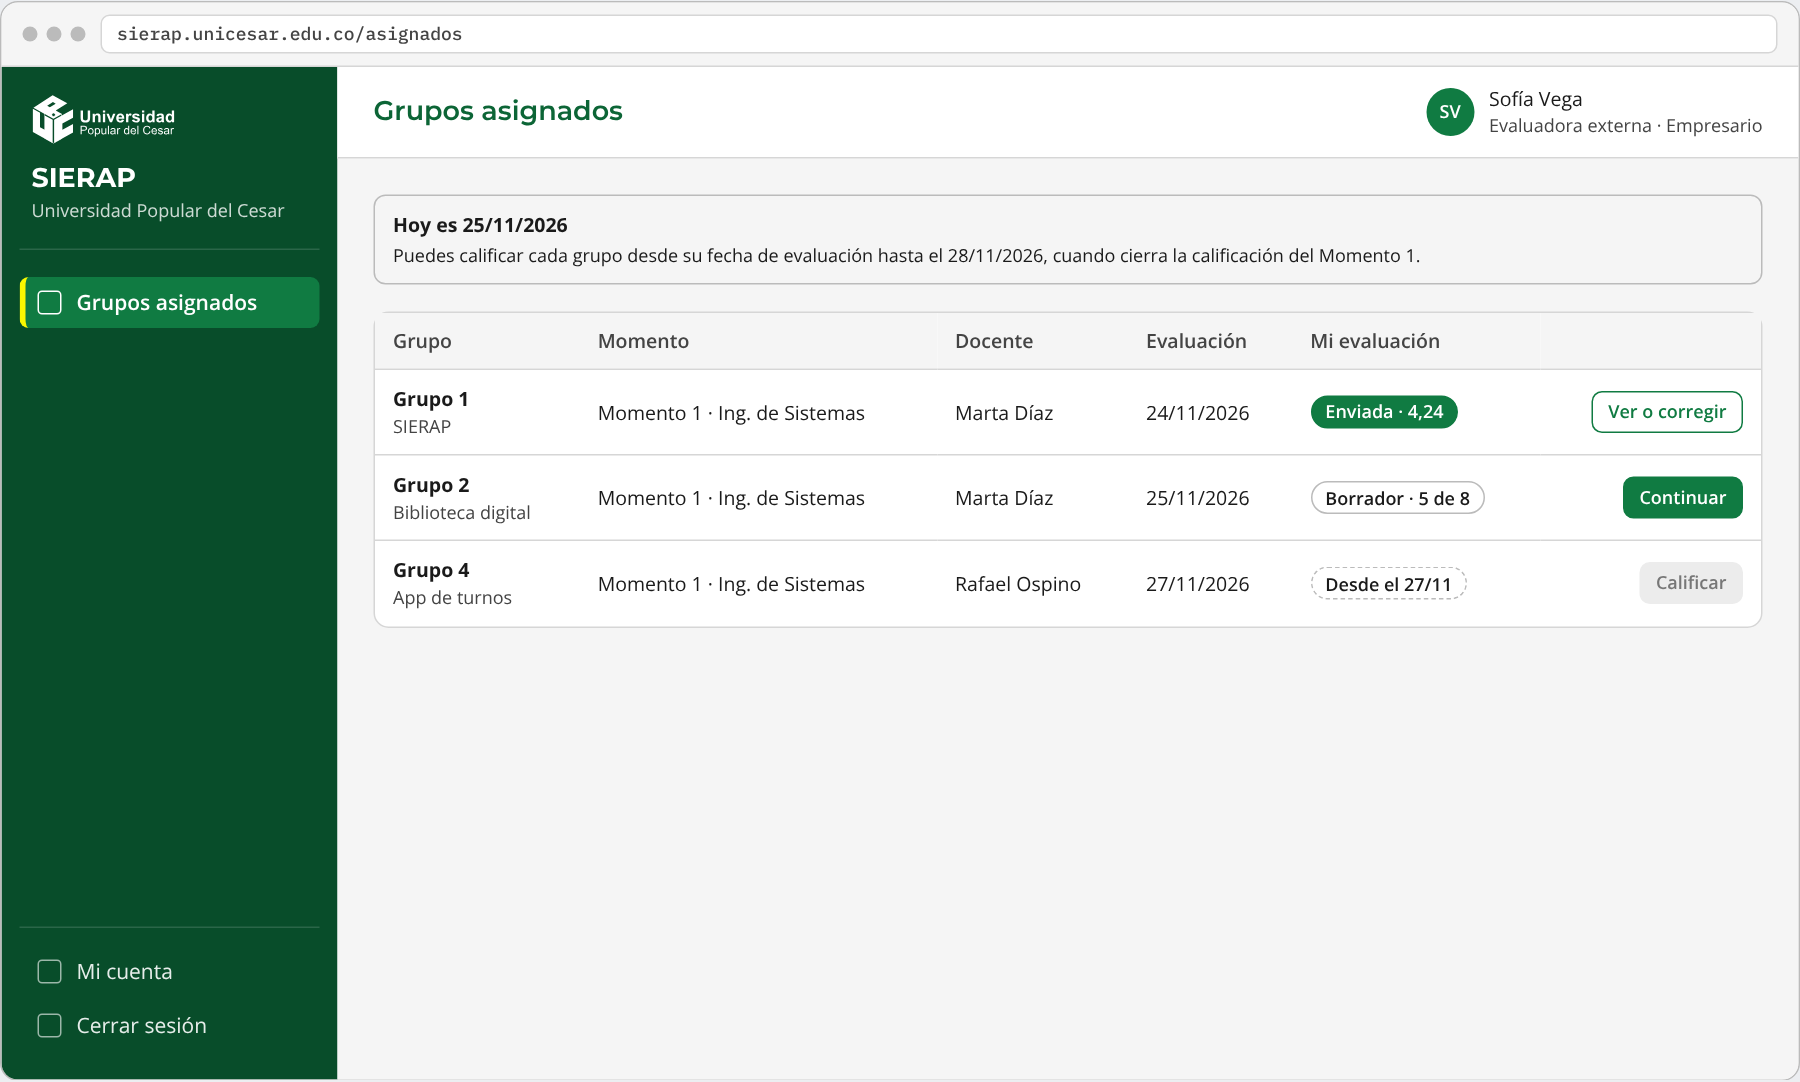 sierap.unicesar.edu.co/asignados
Universidad
Popular del Cesar
SIERAP
Universidad Popular del Cesar
Grupos asignados
Mi cuenta
Cerrar sesión
Grupos asignados
SV
Sofía Vega
Evaluadora externa · Empresario
Hoy es 25/11/2026
Puedes calificar cada grupo desde su fecha de evaluación hasta el 28/11/2026, cuando cierra la calificación del Momento 1.
Grupo Momento Docente Evaluación Mi evaluación
Grupo 1
SIERAP
Momento 1 · Ing. de Sistemas Marta Díaz 24/11/2026 Enviada · 4,24 Ver o corregir
Grupo 2
Biblioteca digital
Momento 1 · Ing. de Sistemas Marta Díaz 25/11/2026 Borrador · 5 de 8 Continuar
Grupo 4
App de turnos
Momento 1 · Ing. de Sistemas Rafael Ospino 27/11/2026 Desde el 27/11 Calificar